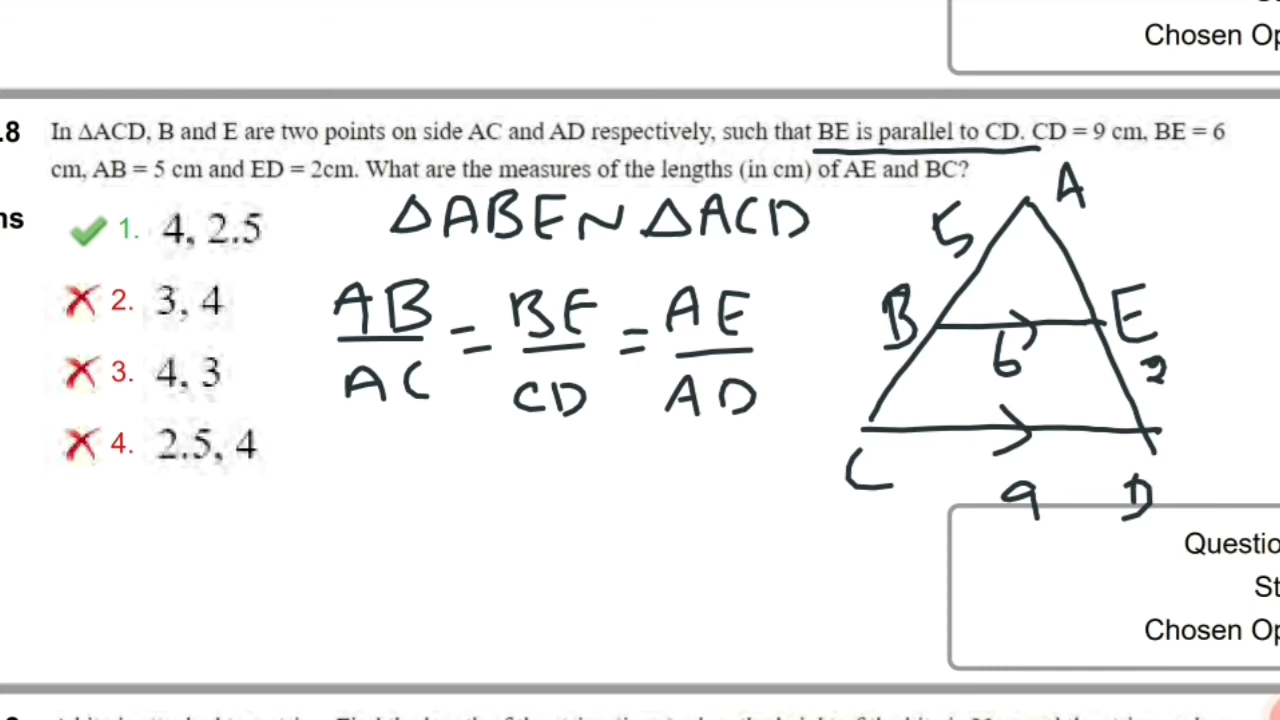 Chosen Op
.8 In ΔACD, B and E are two points on side AC and AD respectively, such that BE is parallel to CD. CD = 9 cm, BE = 6
cm, AB = 5 cm and ED = 2cm. What are the measures of the lengths (in cm) of AE and BC?
ns 1. 4, 2.5
2. 3, 4
3. 4, 3
4. 2.5, 4
ΔABE ~ ΔACD
AB/AC = BE/CD = AE/AD
A
5
B E
6 2
C 9 D
Questio
St
Chosen Op